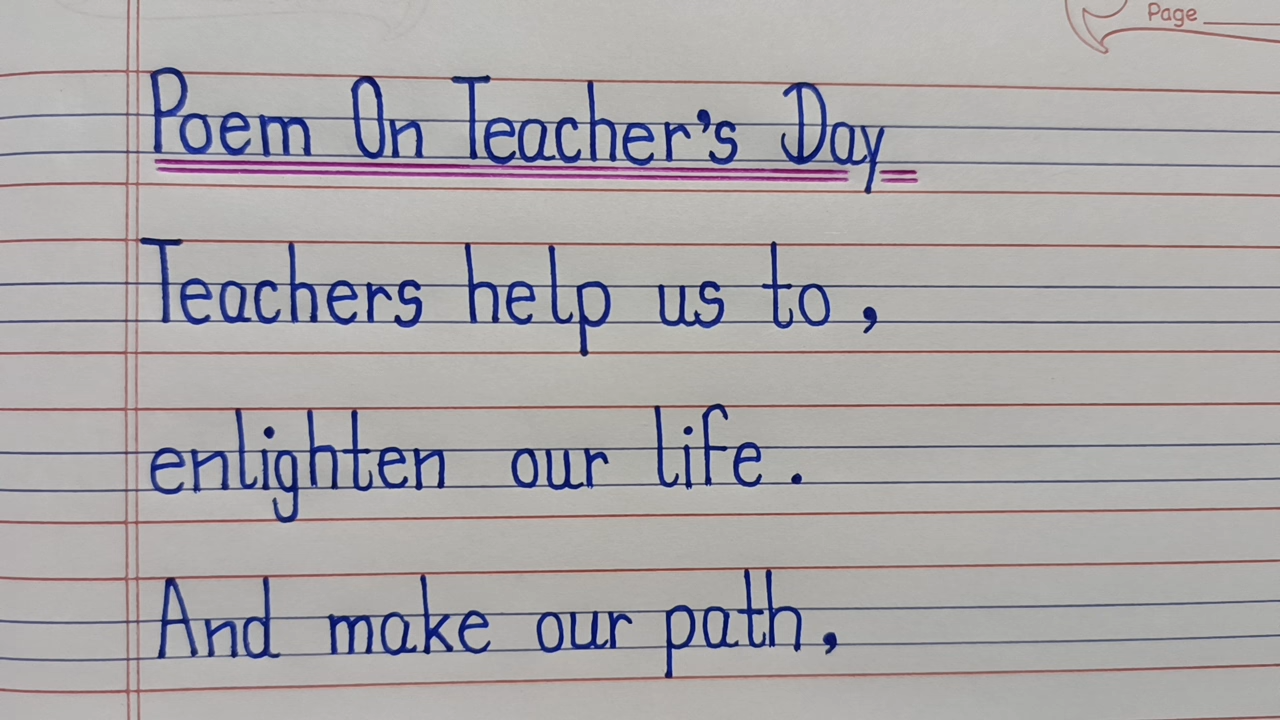 Page
Poem On Teacher's Day
Teachers help us to,
enlighten our life.
And make our path,